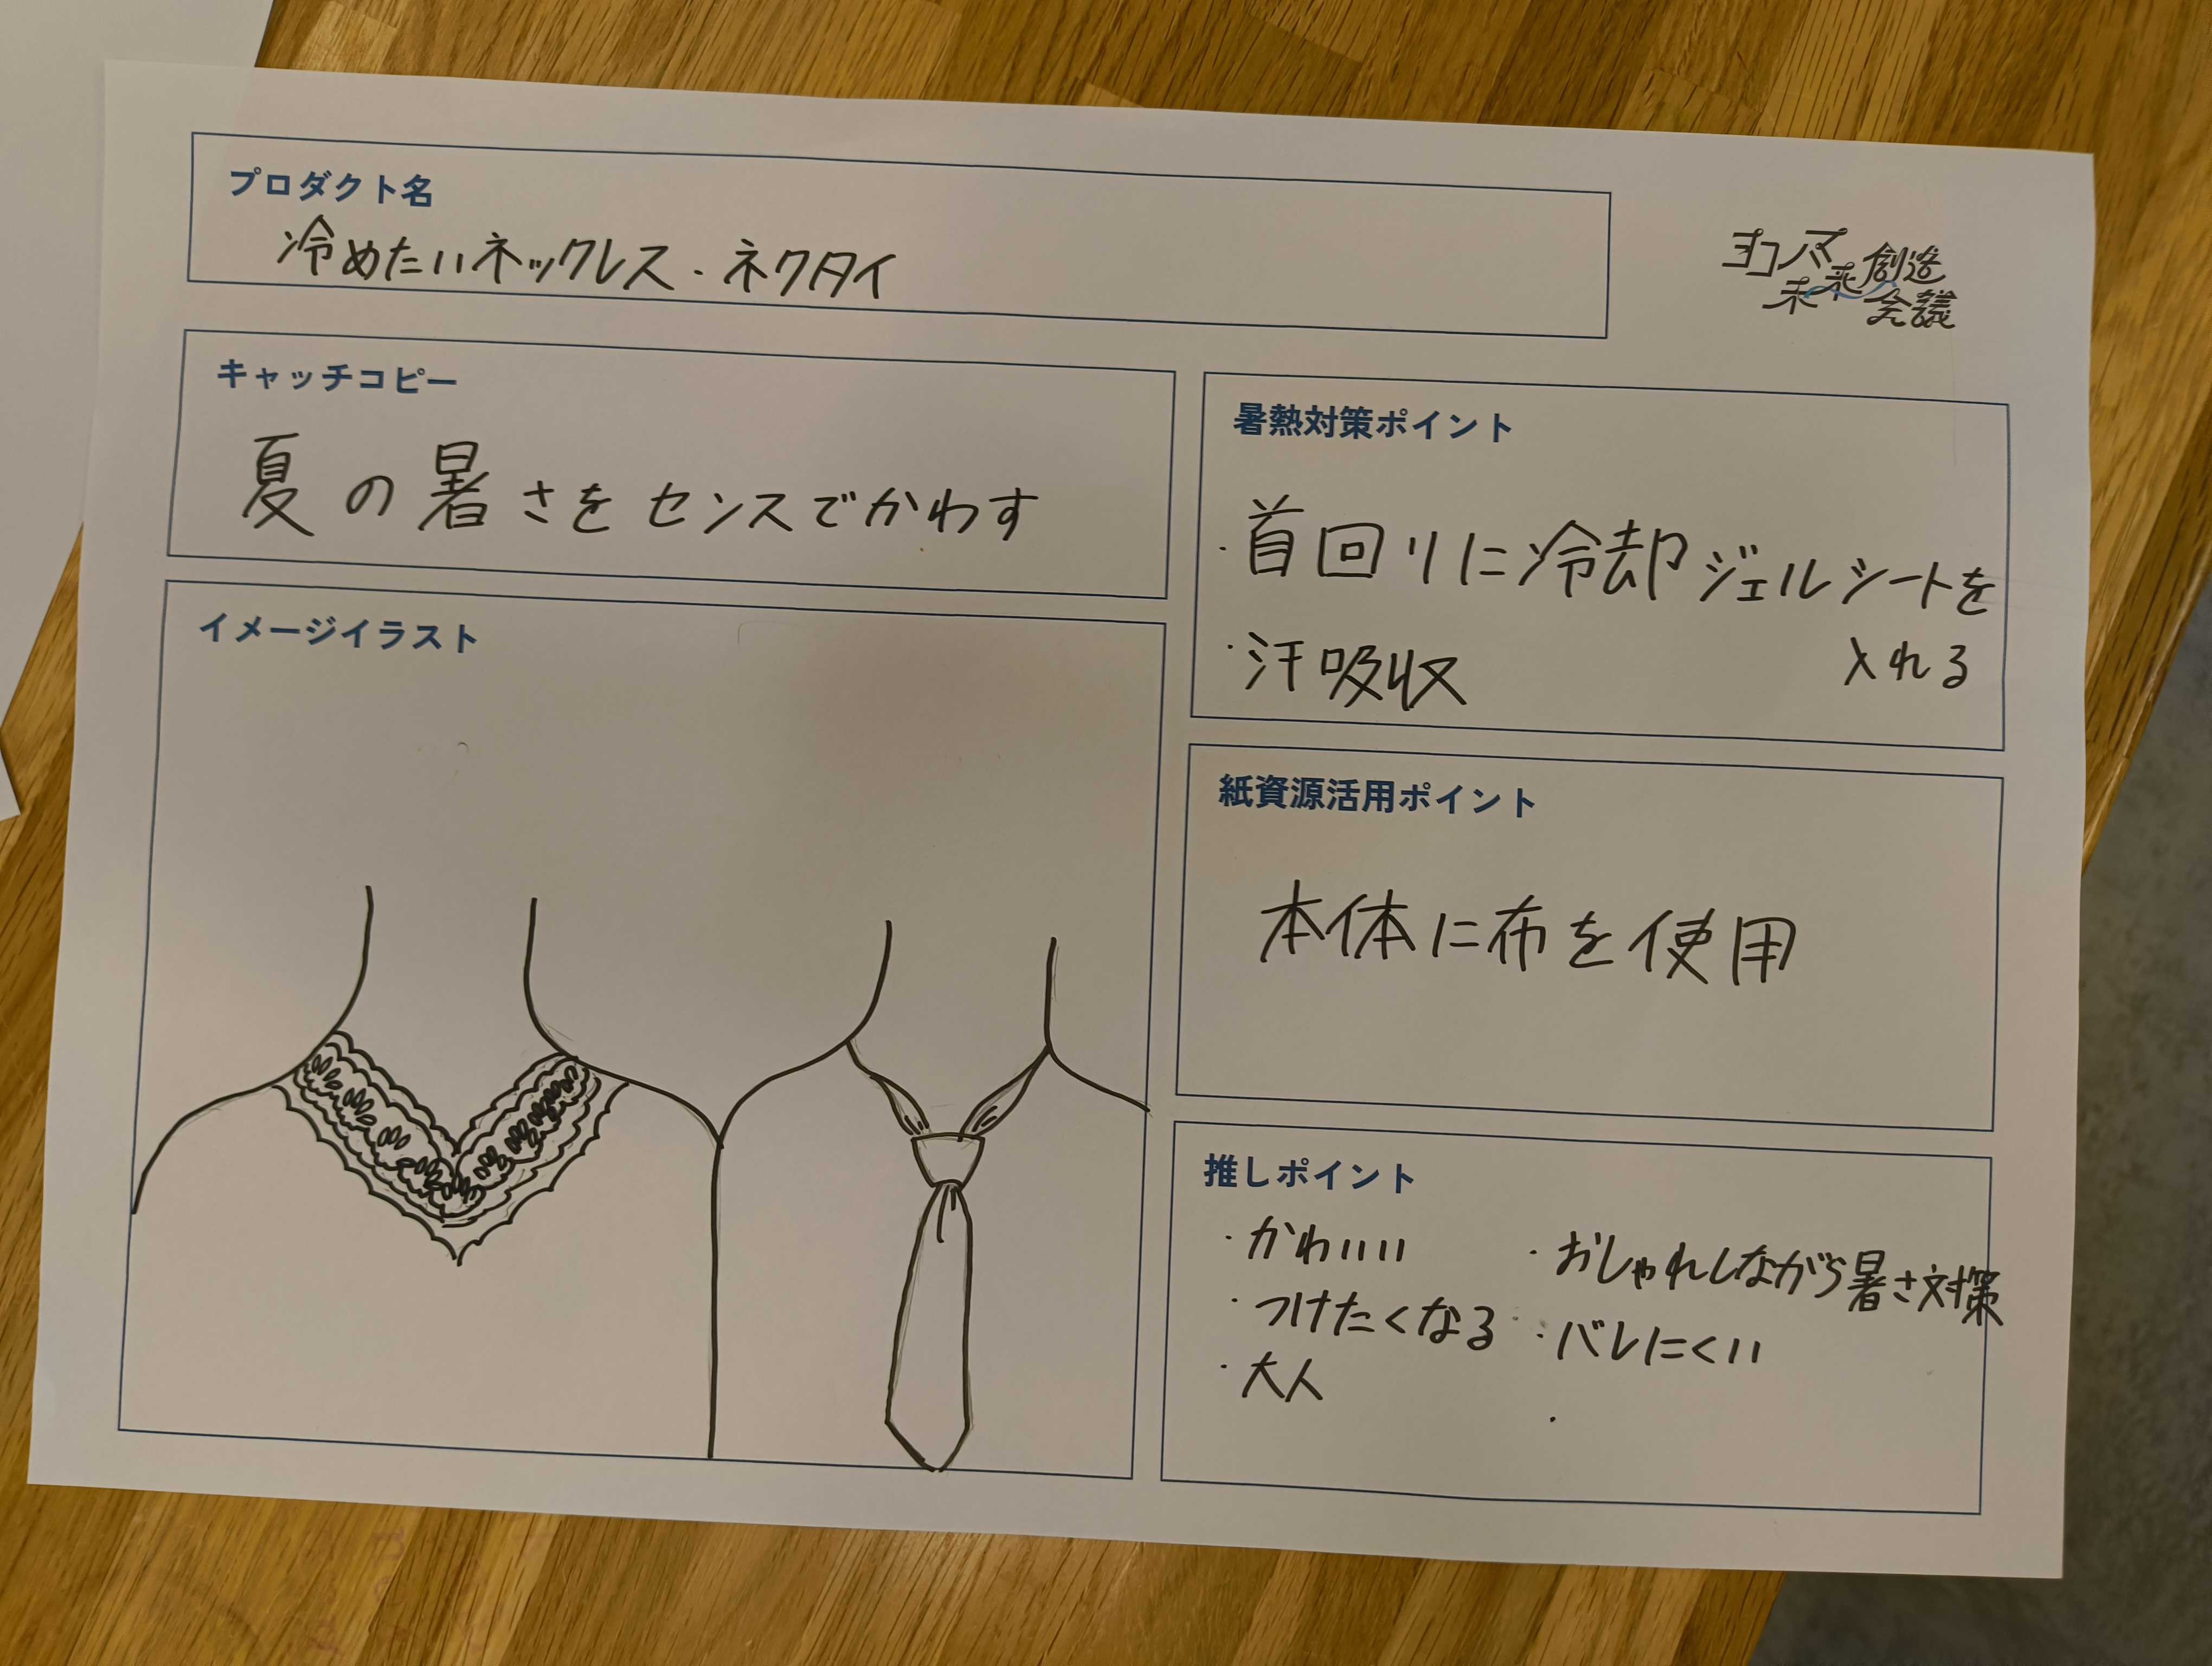 プロダクト名
冷めたいネックレス・ネクタイ
ヨコハマ
未来創造
会議
キャッチコピー
夏の暑さをセンスでかわす
イメージイラスト
暑熱対策ポイント
・首回りに冷却ジェルシートを
入れる
・汗吸収
紙資源活用ポイント
本体に布を使用
推しポイント
・かわいい
・つけたくなる
・大人
・おしゃれしながら暑さ対策
・バレにくい
・